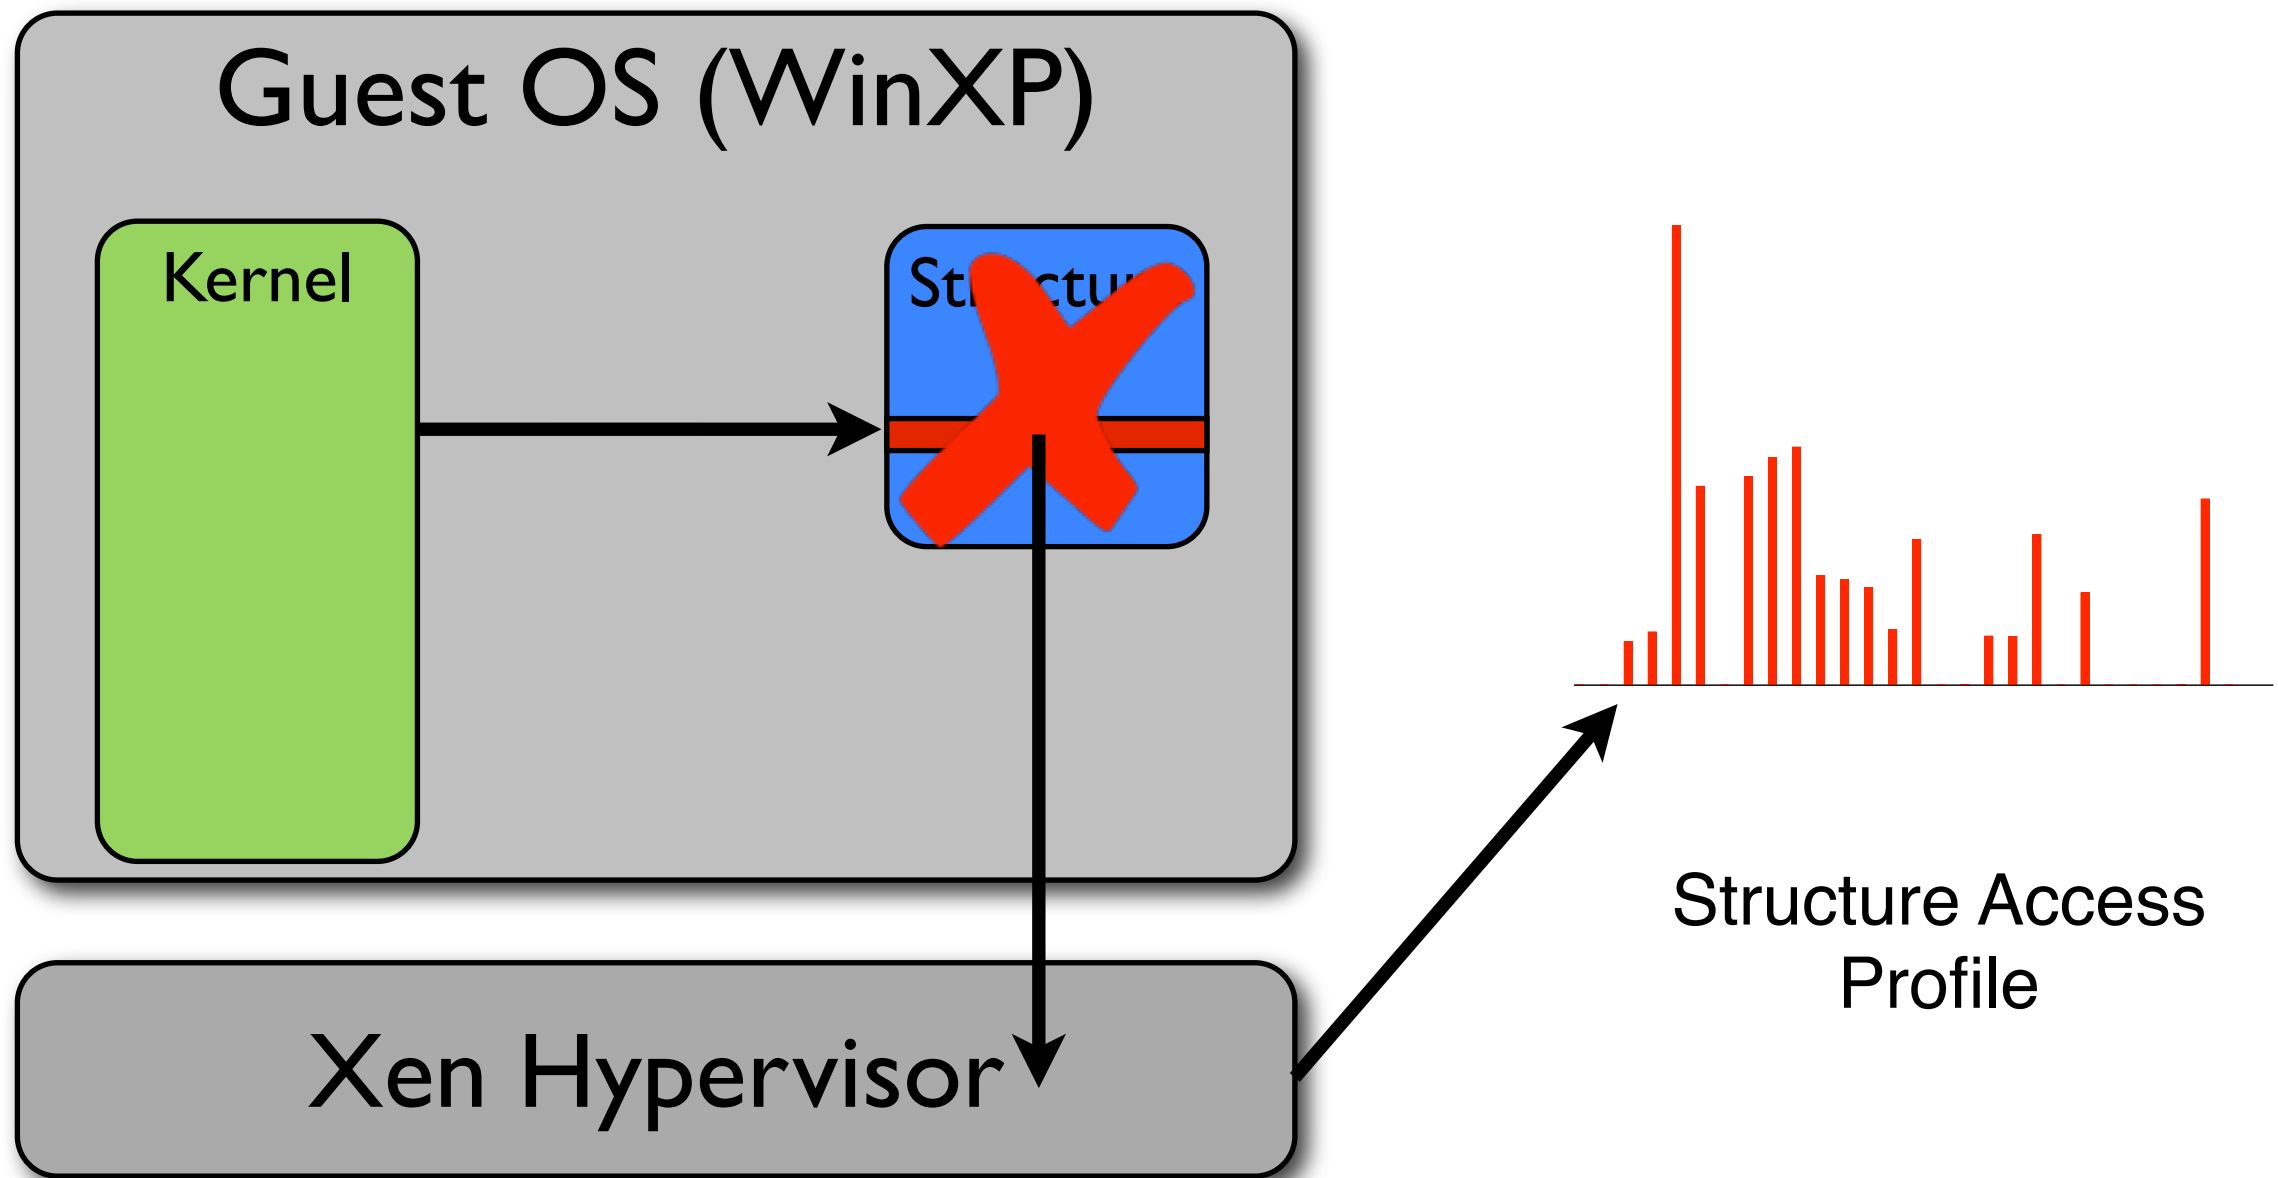 Guest OS (WinXP)
Kernel
Structure Access
Profile
Xen Hypervisor